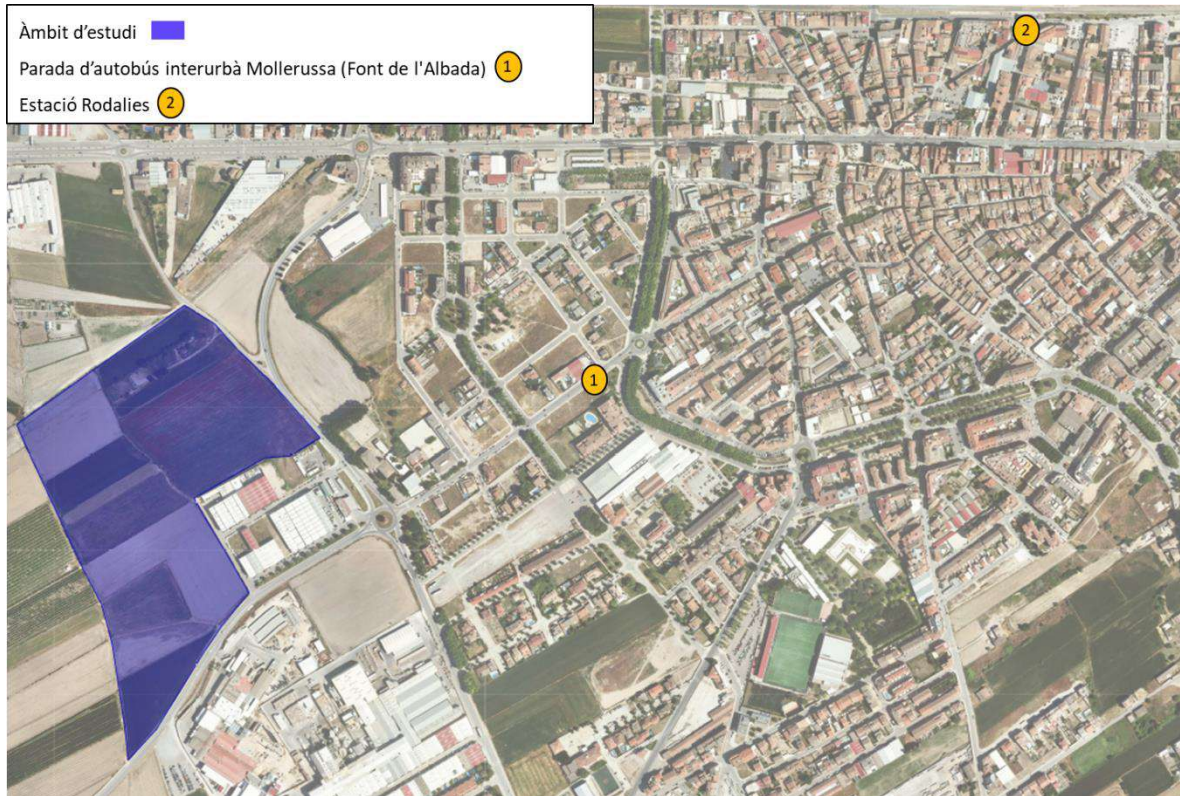 Àmbit d'estudi
Parada d'autobús interurbà Mollerussa (Font de l'Albada) 1
Estació Rodalies 2
2
1